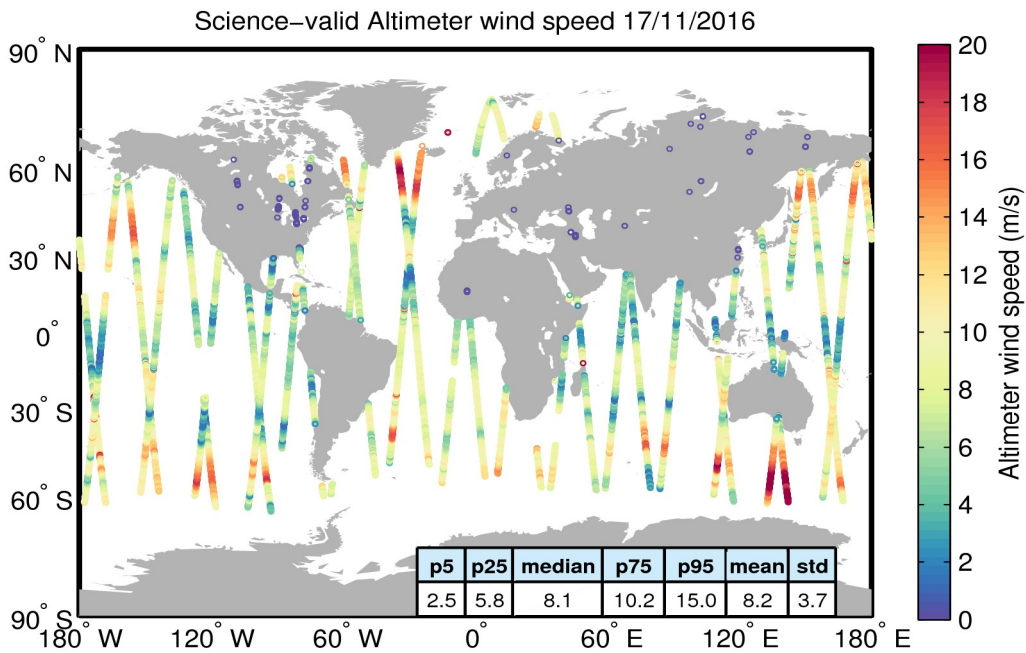 Science−valid Altimeter wind speed 17/11/2016
90° N
60° N
30° N
0°
30° S
60° S
90° S
180° W
120° W
60° W
0°
60° E
120° E
180° E
p5 p25 median p75 p95 mean std
2.5 5.8 8.1 10.2 15.0 8.2 3.7
20
18
16
14
12
10
8
6
4
2
0
Altimeter wind speed (m/s)